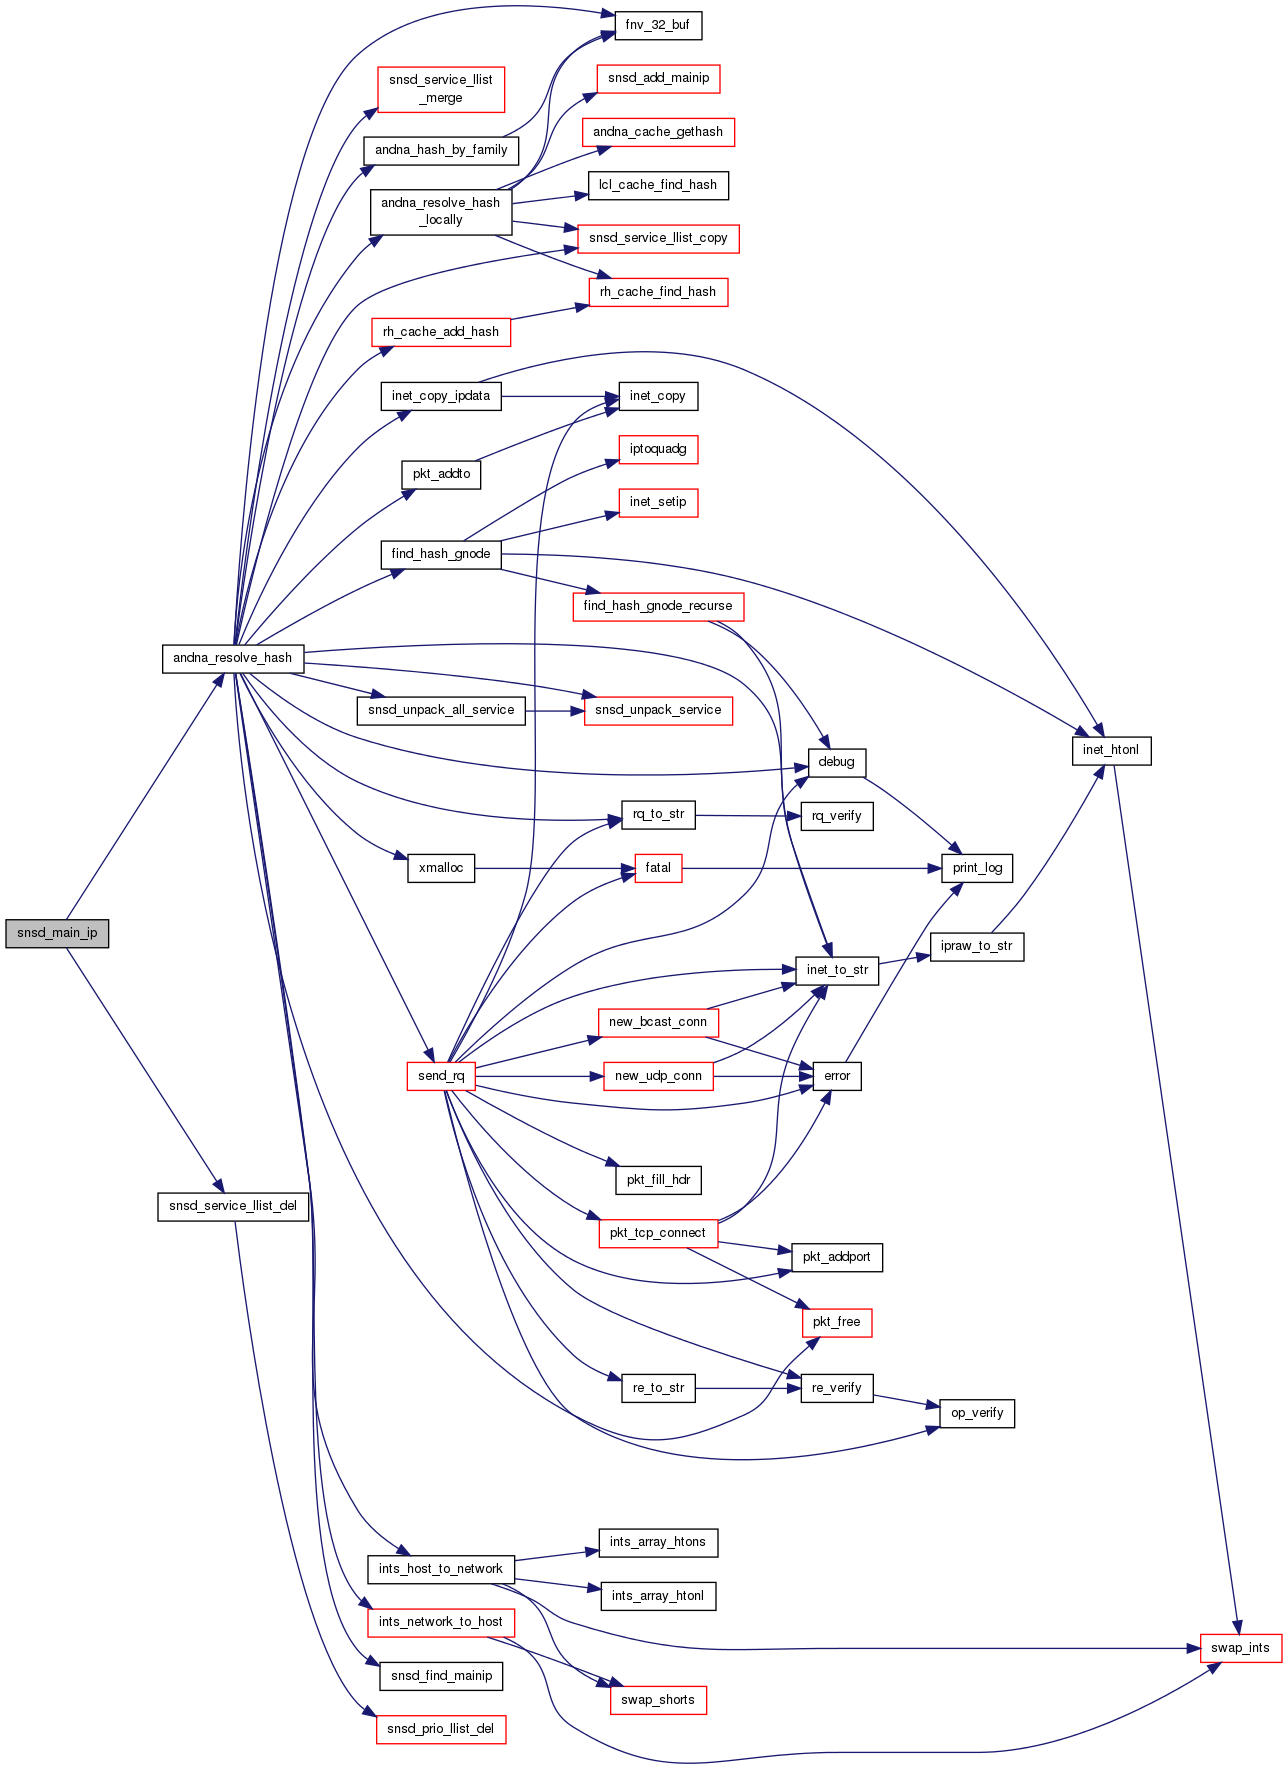 fnv_32_buf
snsd_service_llist
_merge
snsd_add_mainip
andna_cache_gethash
andna_hash_by_family
lcl_cache_find_hash
andna_resolve_hash
_locally
snsd_service_llist_copy
rh_cache_find_hash
rh_cache_add_hash
inet_copy_ipdata
inet_copy
iptoquadg
pkt_addto
inet_setip
find_hash_gnode
find_hash_gnode_recurse
andna_resolve_hash
snsd_unpack_all_service
snsd_unpack_service
inet_htonl
debug
rq_to_str
rq_verify
xmalloc
fatal
print_log
snsd_main_ip
ipraw_to_str
inet_to_str
new_bcast_conn
send_rq
new_udp_conn
error
pkt_fill_hdr
snsd_service_llist_del
pkt_tcp_connect
pkt_addport
pkt_free
re_to_str
re_verify
op_verify
ints_array_htons
ints_host_to_network
ints_array_htonl
ints_network_to_host
swap_ints
snsd_find_mainip
swap_shorts
snsd_prio_llist_del